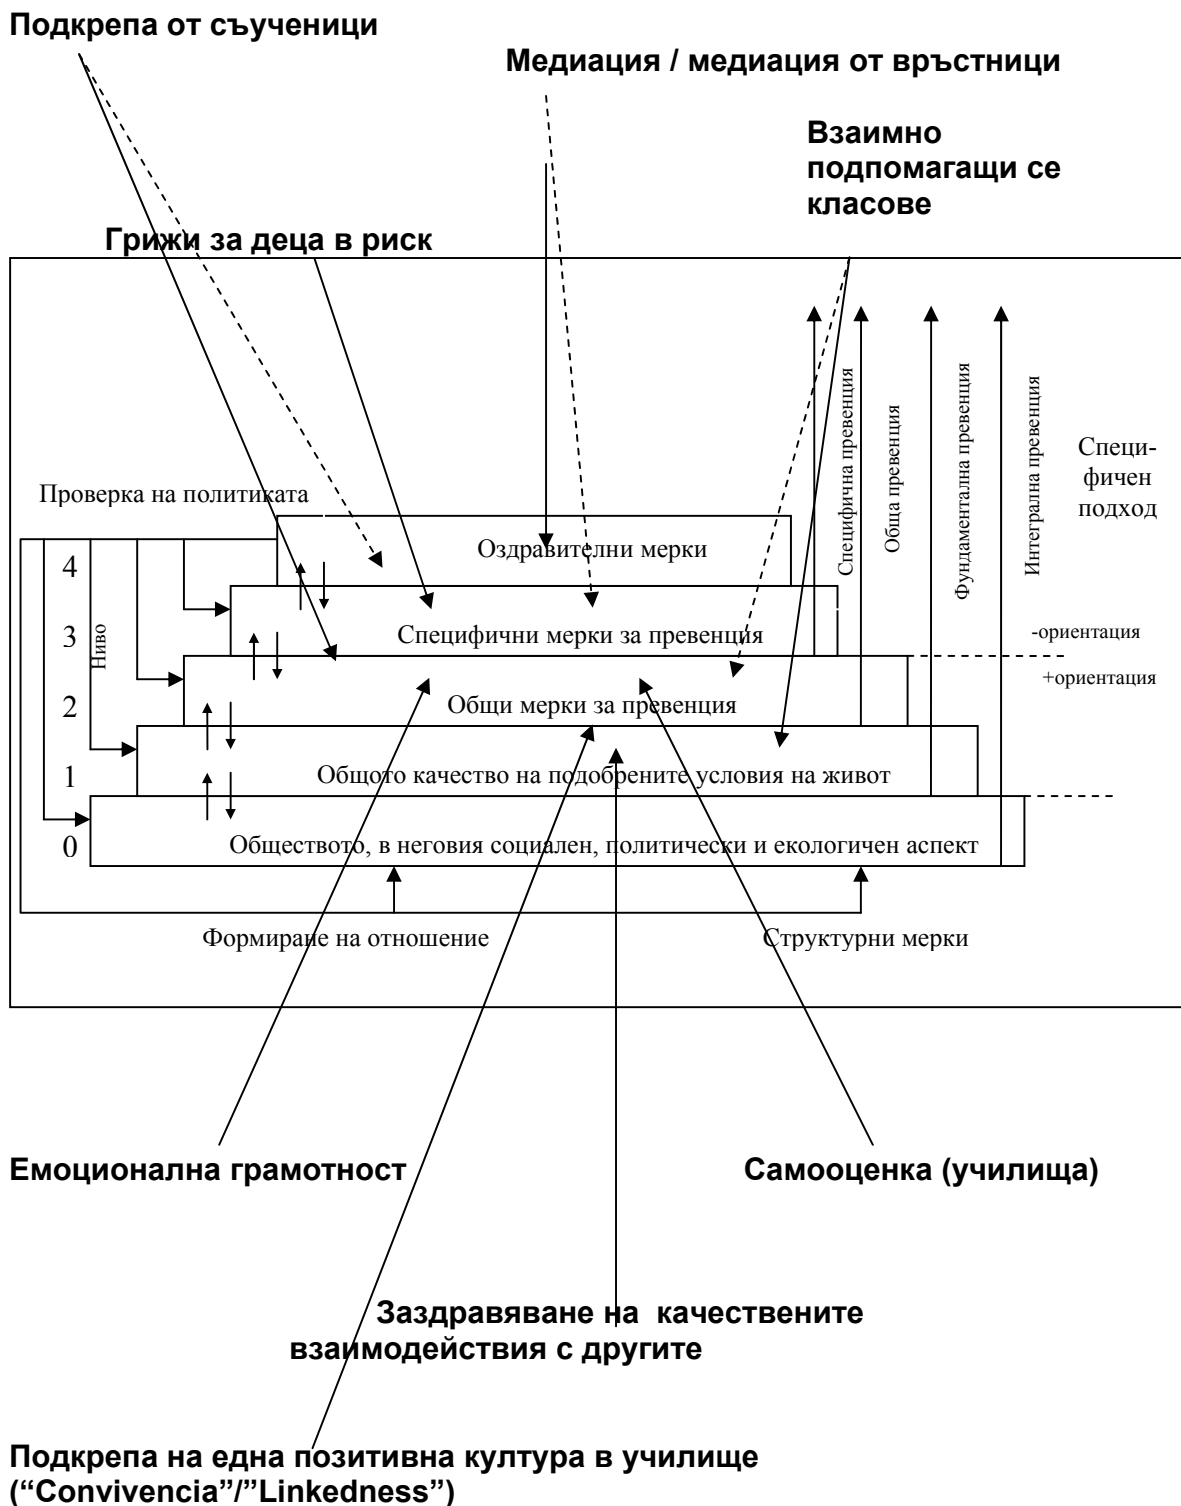 Подкрепа от съученици
Медиация / медиация от връстници
Взаимно
подпомагащи се
класове
Грижи за деца в риск
Специфична превенция
Обща превенция
Фундаментална превенция
Интегрална превенция
Специ-
фичен
подход
Проверка на политиката
4
Оздравителни мерки
3
Ниво
Специфични мерки за превенция
-ориентация
+ориентация
2
Общи мерки за превенция
1
Общото качество на подобрените условия на живот
0
Обществото, в неговия социален, политически и екологичен аспект
Формиране на отношение
Структурни мерки
Емоционална грамотност
Самооценка (училища)
Заздравяване на качествените
взаимодействия с другите
Подкрепа на една позитивна култура в училище
(“Convivencia”/”Linkedness”)